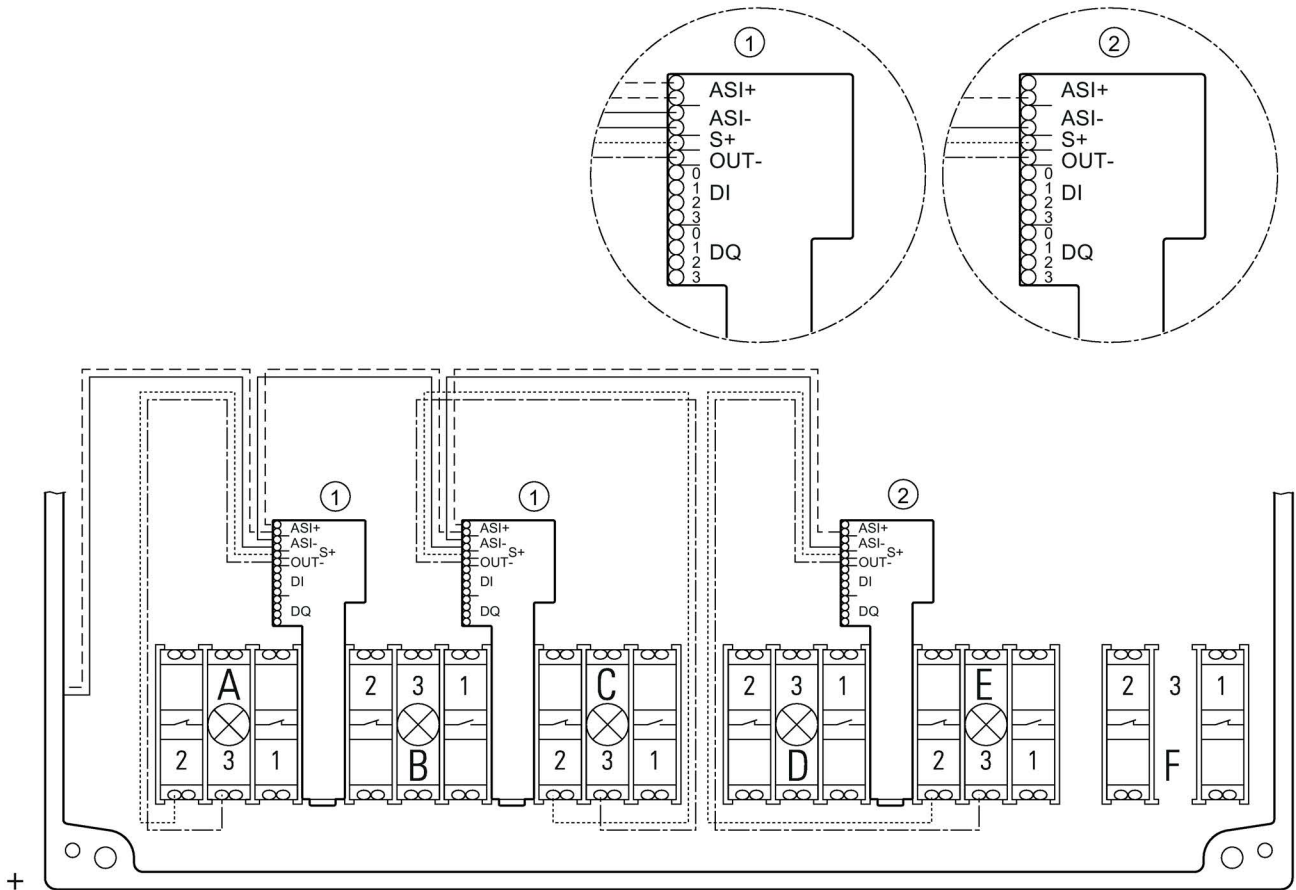 ① ②
ASI+ ASI+
ASI- ASI-
S+ S+
OUT- OUT-
0 0
1 DI 1 DI
2 2
3 3
0 0
1 DQ 1 DQ
2 2
3 3
① ① ②
ASI+ ASI+ ASI+
ASI- ASI- ASI-
S+ S+ S+
OUT- OUT- OUT-
DI DI DI
DQ DQ DQ
A 2 3 1 C 2 3 1 E 2 3 1
2 3 1 B 2 3 1 D 2 3 1 F
+